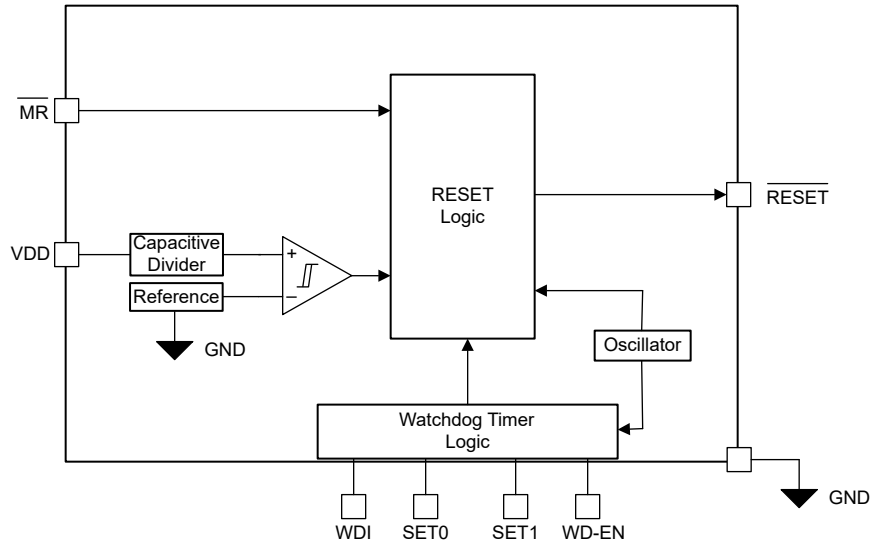 MR
RESET
Logic
RESET
VDD
Capacitive
Divider
+
Reference
−
GND
Oscillator
Watchdog Timer
Logic
GND
WDI
SET0
SET1
WD-EN